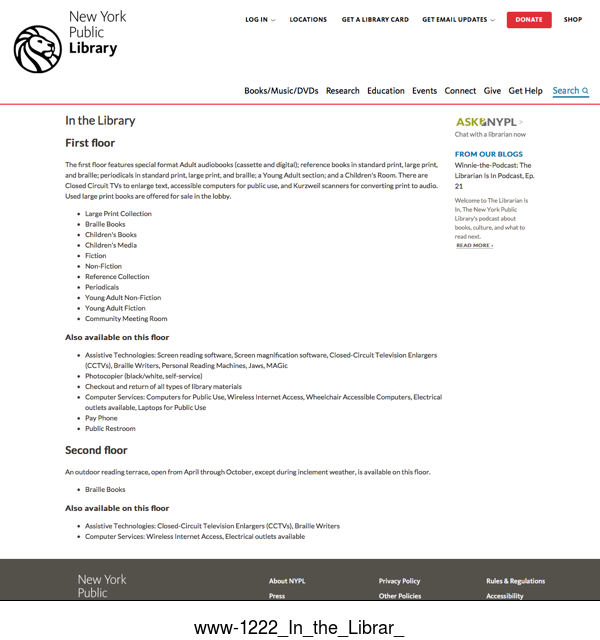 New York
Public
Library
LOG IN
LOCATIONS
GET A LIBRARY CARD
GET EMAIL UPDATES
DONATE
SHOP
Books/Music/DVDs
Research
Education
Events
Connect
Give
Get Help
Search
In the Library
First floor
The first floor features special format Adult audiobooks (cassette and digital); reference books in standard print, large print,
and braille; periodicals in standard print, large print, and braille; a Young Adult section; and a Children's Room. There are
Closed Circuit TVs to enlarge text, accessible computers for public use, and Kurzweil scanners for converting print to audio.
Used large print books are offered for sale in the lobby.
• Large Print Collection
• Braille Books
• Children's Books
• Children's Media
• Fiction
• Non-Fiction
• Reference Collection
• Periodicals
• Young Adult Non-Fiction
• Young Adult Fiction
• Community Meeting Room
Also available on this floor
• Assistive Technologies: Screen reading software, Screen magnification software, Closed-Circuit Television Enlargers
(CCTVs), Braille Writers, Personal Reading Machines, Jaws, MAGic
• Photocopier (black/white, self-service)
• Checkout and return of all types of library materials
• Computer Services: Computers for Public Use, Wireless Internet Access, Wheelchair Accessible Computers, Electrical
outlets available, Laptops for Public Use
• Pay Phone
• Public Restroom
Second floor
An outdoor reading terrace, open from April through October, except during inclement weather, is available on this floor.
• Braille Books
Also available on this floor
• Assistive Technologies: Closed-Circuit Television Enlargers (CCTVs), Braille Writers
• Computer Services: Wireless Internet Access, Electrical outlets available
ASK NYPL >
Chat with a librarian now
FROM OUR BLOGS
Winnie-the-Podcast: The
Librarian Is In Podcast, Ep.
21
Welcome to The Librarian Is
In, The New York Public
Library's podcast about
books, culture, and what to
read next.
READ MORE ›
New York
Public
About NYPL
Privacy Policy
Rules & Regulations
Press
Other Policies
Accessibility
www-1222_In_the_Librar_